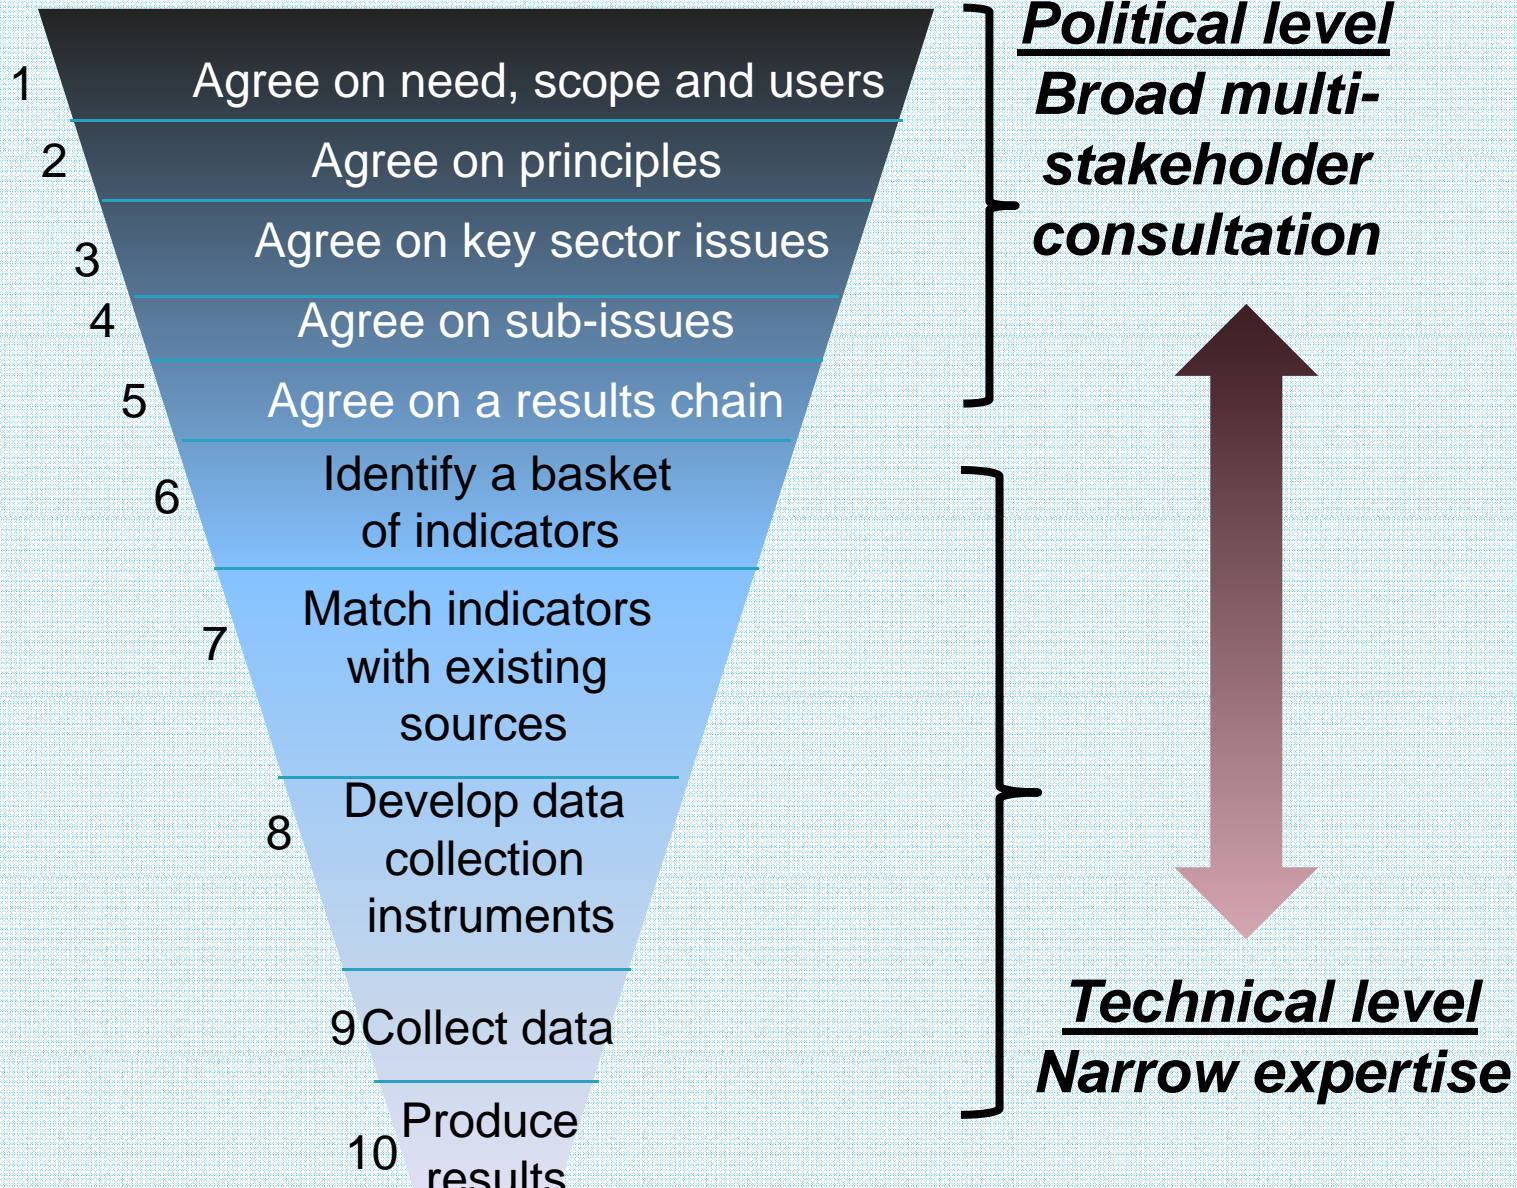 1 Agree on need, scope and users
2 Agree on principles
3 Agree on key sector issues
4 Agree on sub-issues
5 Agree on a results chain
6 Identify a basket
of indicators
7 Match indicators
with existing
sources
8 Develop data
collection
instruments
9 Collect data
10 Produce
results
Political level
Broad multi-
stakeholder
consultation
Technical level
Narrow expertise